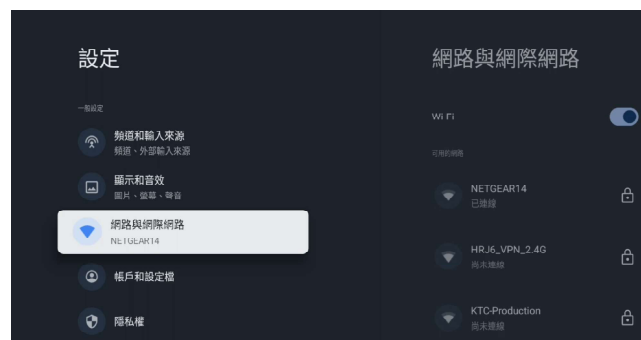 設定
一般設定
頻道和輸入來源
頻道、外部輸入來源
顯示和音效
圖片、螢幕、聲音
網路與網際網路
NETGEAR14
帳戶和設定檔
隱私權
網路與網際網路
Wi Fi
可用的網路
NETGEAR14
已連線
HRJ6_VPN_2.4G
尚未連線
KTC-Production
尚未連線